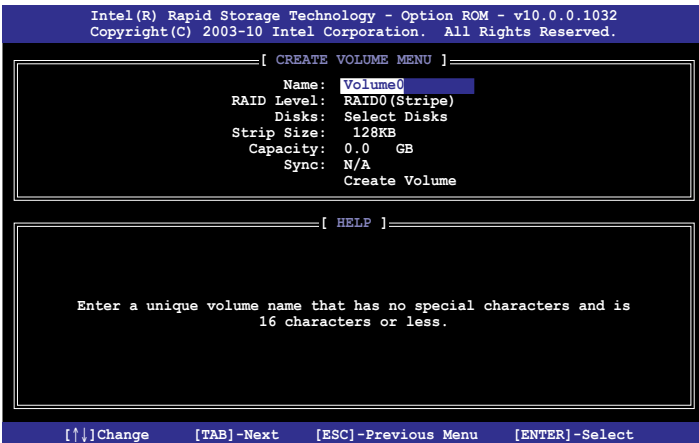 Intel(R) Rapid Storage Technology - Option ROM - v10.0.0.1032
Copyright(C) 2003-10 Intel Corporation. All Rights Reserved.
[ CREATE VOLUME MENU ]
Name: Volume0
RAID Level: RAID0(Stripe)
Disks: Select Disks
Strip Size: 128KB
Capacity: 0.0 GB
Sync: N/A
Create Volume
[ HELP ]
Enter a unique volume name that has no special characters and is
16 characters or less.
[↑↓]Change [TAB]-Next [ESC]-Previous Menu [ENTER]-Select